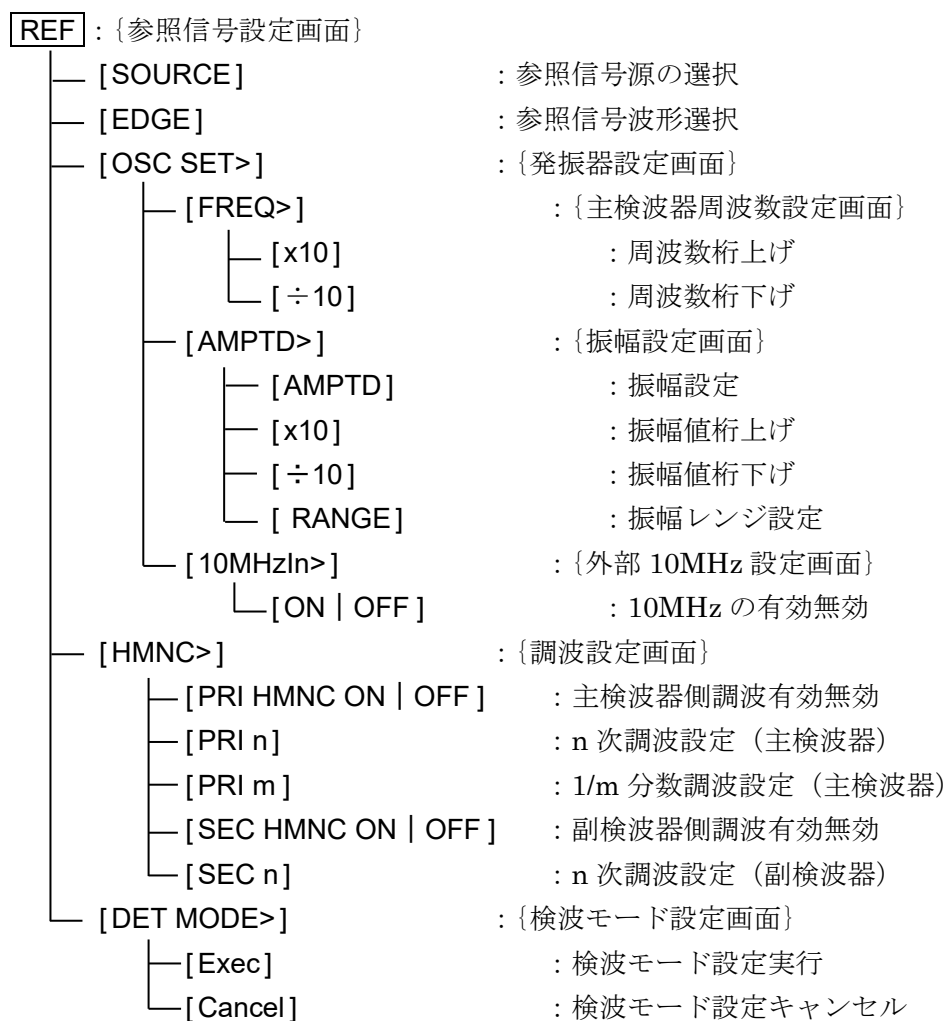 REF : {参照信号設定画面}
[SOURCE] : 参照信号源の選択
[EDGE] : 参照信号波形選択
[OSC SET>] : {発振器設定画面}
[FREQ>] : {主検波器周波数設定画面}
[x10] : 周波数桁上げ
[÷10] : 周波数桁下げ
[AMPTD>] : {振幅設定画面}
[AMPTD] : 振幅設定
[x10] : 振幅値桁上げ
[÷10] : 振幅値桁下げ
[ RANGE] : 振幅レンジ設定
[10MHzIn>] : {外部 10MHz 設定画面}
[ON | OFF ] : 10MHz の有効無効
[HMNC>] : {調波設定画面}
[PRI HMNC ON | OFF ] : 主検波器側調波有効無効
[PRI n] : n 次調波設定（主検波器）
[PRI m ] : 1/m 分数調波設定（主検波器）
[SEC HMNC ON | OFF ] : 副検波器側調波有効無効
[SEC n] : n 次調波設定（副検波器）
[DET MODE>] : {検波モード設定画面}
[Exec] : 検波モード設定実行
[Cancel] : 検波モード設定キャンセル